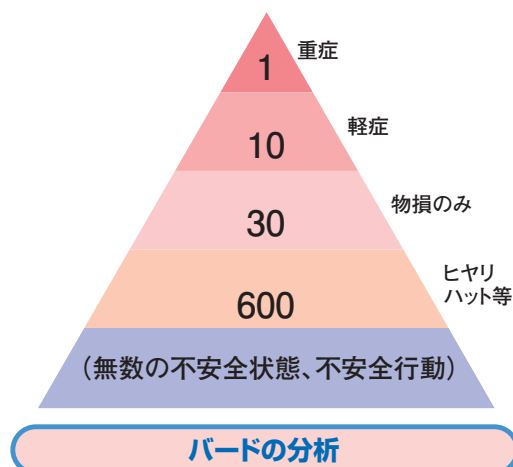 1
重症
10
軽症
30
物損のみ
600
ヒヤリ
ハット等
（無数の不安全状態、不安全行動）
バードの分析